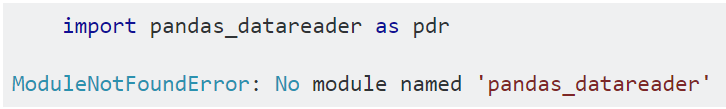 import pandas_datareader as pdr
ModuleNotFoundError: No module named 'pandas_datareader'